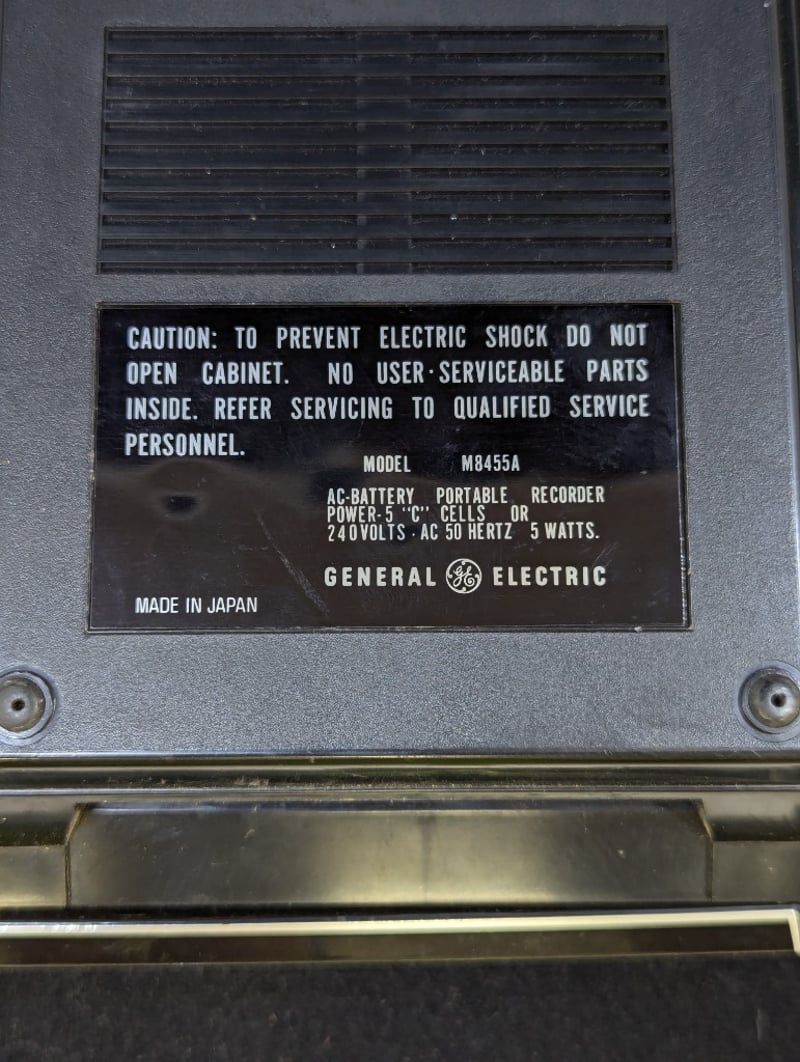 CAUTION: TO PREVENT ELECTRIC SHOCK DO NOT
OPEN CABINET. NO USER·SERVICEABLE PARTS
INSIDE. REFER SERVICING TO QUALIFIED SERVICE
PERSONNEL.
MODEL M8455A
AC-BATTERY PORTABLE RECORDER
POWER-5 "C" CELLS OR
240VOLTS·AC 50 HERTZ 5 WATTS.
GENERAL GE ELECTRIC
MADE IN JAPAN